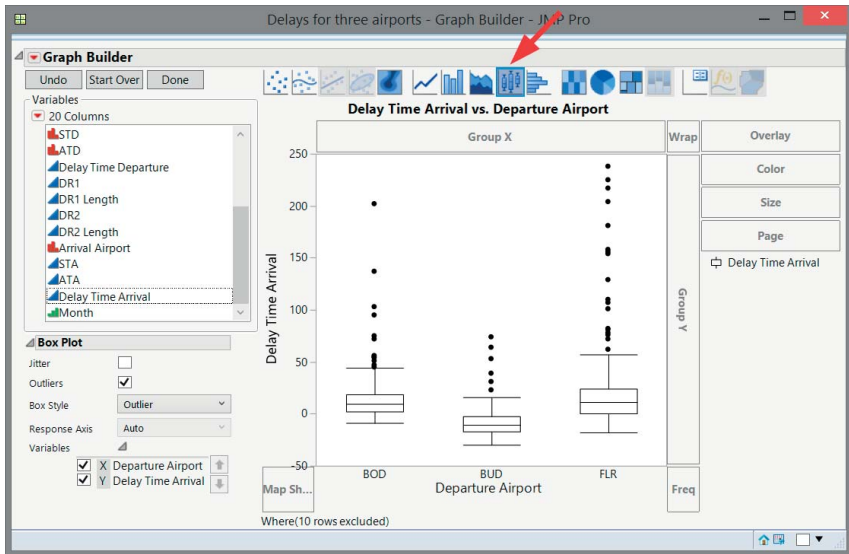 Delays for three airports - Graph Builder - JMP Pro
Graph Builder
Undo Start Over Done
Variables
20 Columns
STD
ATD
Delay Time Departure
DR1
DR1 Length
DR2
DR2 Length
Arrival Airport
STA
ATA
Delay Time Arrival
Month
Box Plot
Jitter
Outliers
Box Style Outlier
Response Axis Auto
Variables
X Departure Airport
Y Delay Time Arrival
Delay Time Arrival vs. Departure Airport
Group X Wrap Overlay
Color
Size
Page
Delay Time Arrival
Group Y
Delay Time Arrival
250
200
150
100
50
0
-50
BOD BUD FLR
Map Sh... Departure Airport Freq
Where(10 rows excluded)